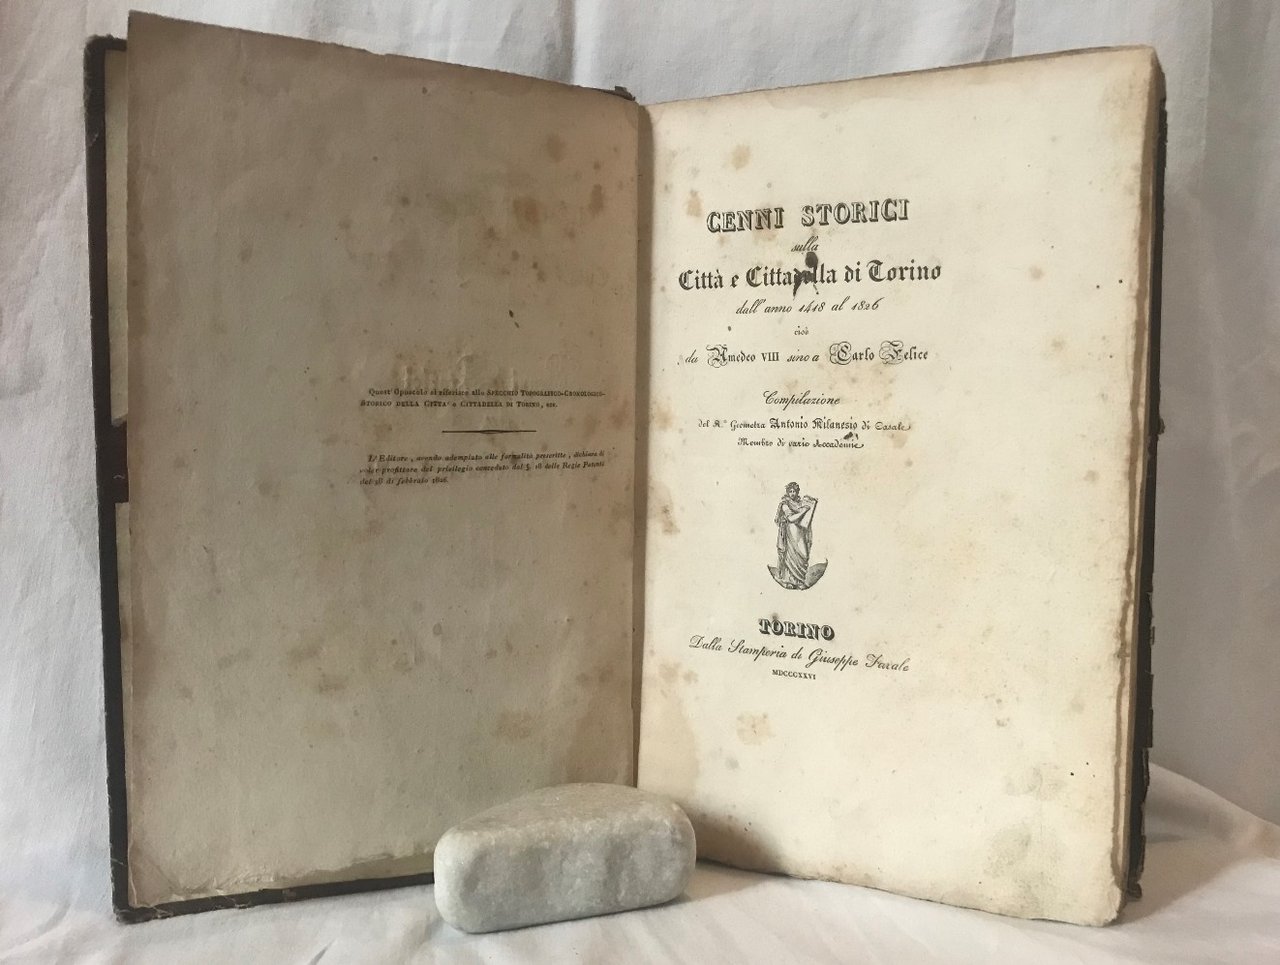 Quest' Opuscolo si riferisce allo SPECCHIO TOPOGRAFICO-CRONOLOGICO-
STORICO DELLA CITTA' e CITTADELLA DI TORINO, ecc.
L' Editore, avendo adempiuto alle formalità prescritte, dichiara di
voler profittare del privilegio conceduto dal §. 18 delle Regie Patenti
del 28 di febbraio 1826.
CENNI STORICI
sulla
Città e Cittadella di Torino
dall' anno 1418 al 1826
cioè
da Amedeo VIII sino a Carlo Felice
Compilazione
del R.º Geometra Antonio Milanesio di Casale
Membro di varie Accademie
TORINO
Dalla Stamperia di Giuseppe Favale
MDCCCXXVI